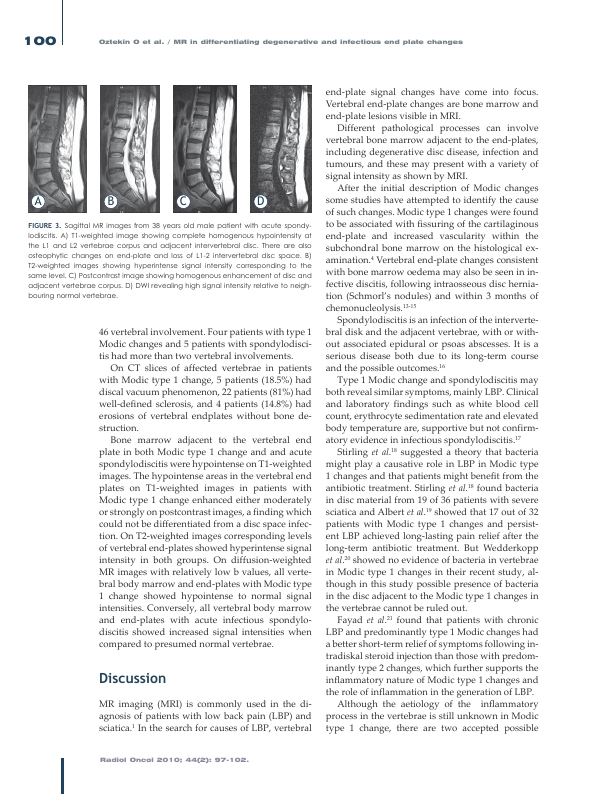 100
Oztekin O et al. / MR in differentiating degenerative and infectious end plate changes
A
B
C
D
FIGURE 3. Sagittal MR images from 38 years old male patient with acute spondy-
lodiscitis. A) T1-weighted image showing complete homogenous hypointensity at
the L1 and L2 vertebrae corpus and adjacent intervertebral disc. There are also
osteophytic changes on end-plate and loss of L1-2 intervertebral disc space. B)
T2-weighted images showing hyperintense signal intensity corresponding to the
same level. C) Postcontrast image showing homogenous enhancement of disc and
adjacent vertebrae corpus. D) DWI revealing high signal intensity relative to neigh-
bouring normal vertebrae.
46 vertebral involvement. Four patients with type 1
Modic changes and 5 patients with spondylodisci-
tis had more than two vertebral involvements.
On CT slices of affected vertebrae in patients
with Modic type 1 change, 5 patients (18.5%) had
discal vacuum phenomenon, 22 patients (81%) had
well-defined sclerosis, and 4 patients (14.8%) had
erosions of vertebral endplates without bone de-
struction.
Bone marrow adjacent to the vertebral end
plate in both Modic type 1 change and and acute
spondylodiscitis were hypointense on T1-weighted
images. The hypointense areas in the vertebral end
plates on T1-weighted images in patients with
Modic type 1 change enhanced either moderately
or strongly on postcontrast images, a finding which
could not be differentiated from a disc space infec-
tion. On T2-weighted images corresponding levels
of vertebral end-plates showed hyperintense signal
intensity in both groups. On diffusion-weighted
MR images with relatively low b values, all verte-
bral body marrow and end-plates with Modic type
1 change showed hypointense to normal signal
intensities. Conversely, all vertebral body marrow
and end-plates with acute infectious spondylo-
discitis showed increased signal intensities when
compared to presumed normal vertebrae.
Discussion
MR imaging (MRI) is commonly used in the di-
agnosis of patients with low back pain (LBP) and
sciatica.1 In the search for causes of LBP, vertebral
end-plate signal changes have come into focus.
Vertebral end-plate changes are bone marrow and
end-plate lesions visible in MRI.
Different pathological processes can involve
vertebral bone marrow adjacent to the end-plates,
including degenerative disc disease, infection and
tumours, and these may present with a variety of
signal intensity as shown by MRI.
After the initial description of Modic changes
some studies have attempted to identify the cause
of such changes. Modic type 1 changes were found
to be associated with fissuring of the cartilaginous
end-plate and increased vascularity within the
subchondral bone marrow on the histological ex-
amination.4 Vertebral end-plate changes consistent
with bone marrow oedema may also be seen in in-
fective discitis, following intraosseous disc hernia-
tion (Schmorl's nodules) and within 3 months of
chemonucleolysis.13-15
Spondylodiscitis is an infection of the interverte-
bral disk and the adjacent vertebrae, with or with-
out associated epidural or psoas abscesses. It is a
serious disease both due to its long-term course
and the possible outcomes.16
Type 1 Modic change and spondylodiscitis may
both reveal similar symptoms, mainly LBP. Clinical
and laboratory findings such as white blood cell
count, erythrocyte sedimentation rate and elevated
body temperature are, supportive but not confirm-
atory evidence in infectious spondylodiscitis.17
Stirling et al.18 suggested a theory that bacteria
might play a causative role in LBP in Modic type
1 changes and that patients might benefit from the
antibiotic treatment. Stirling et al.18 found bacteria
in disc material from 19 of 36 patients with severe
sciatica and Albert et al.19 showed that 17 out of 32
patients with Modic type 1 changes and persist-
ent LBP achieved long-lasting pain relief after the
long-term antibiotic treatment. But Wedderkopp
et al.20 showed no evidence of bacteria in vertebrae
in Modic type 1 changes in their recent study, al-
though in this study possible presence of bacteria
in the disc adjacent to the Modic type 1 changes in
the vertebrae cannot be ruled out.
Fayad et al.21 found that patients with chronic
LBP and predominantly type 1 Modic changes had
a better short-term relief of symptoms following in-
tradiskal steroid injection than those with predom-
inantly type 2 changes, which further supports the
inflammatory nature of Modic type 1 changes and
the role of inflammation in the generation of LBP.
Although the aetiology of the inflammatory
process in the vertebrae is still unknown in Modic
type 1 change, there are two accepted possible
Radiol Oncol 2010; 44(2): 97-102.